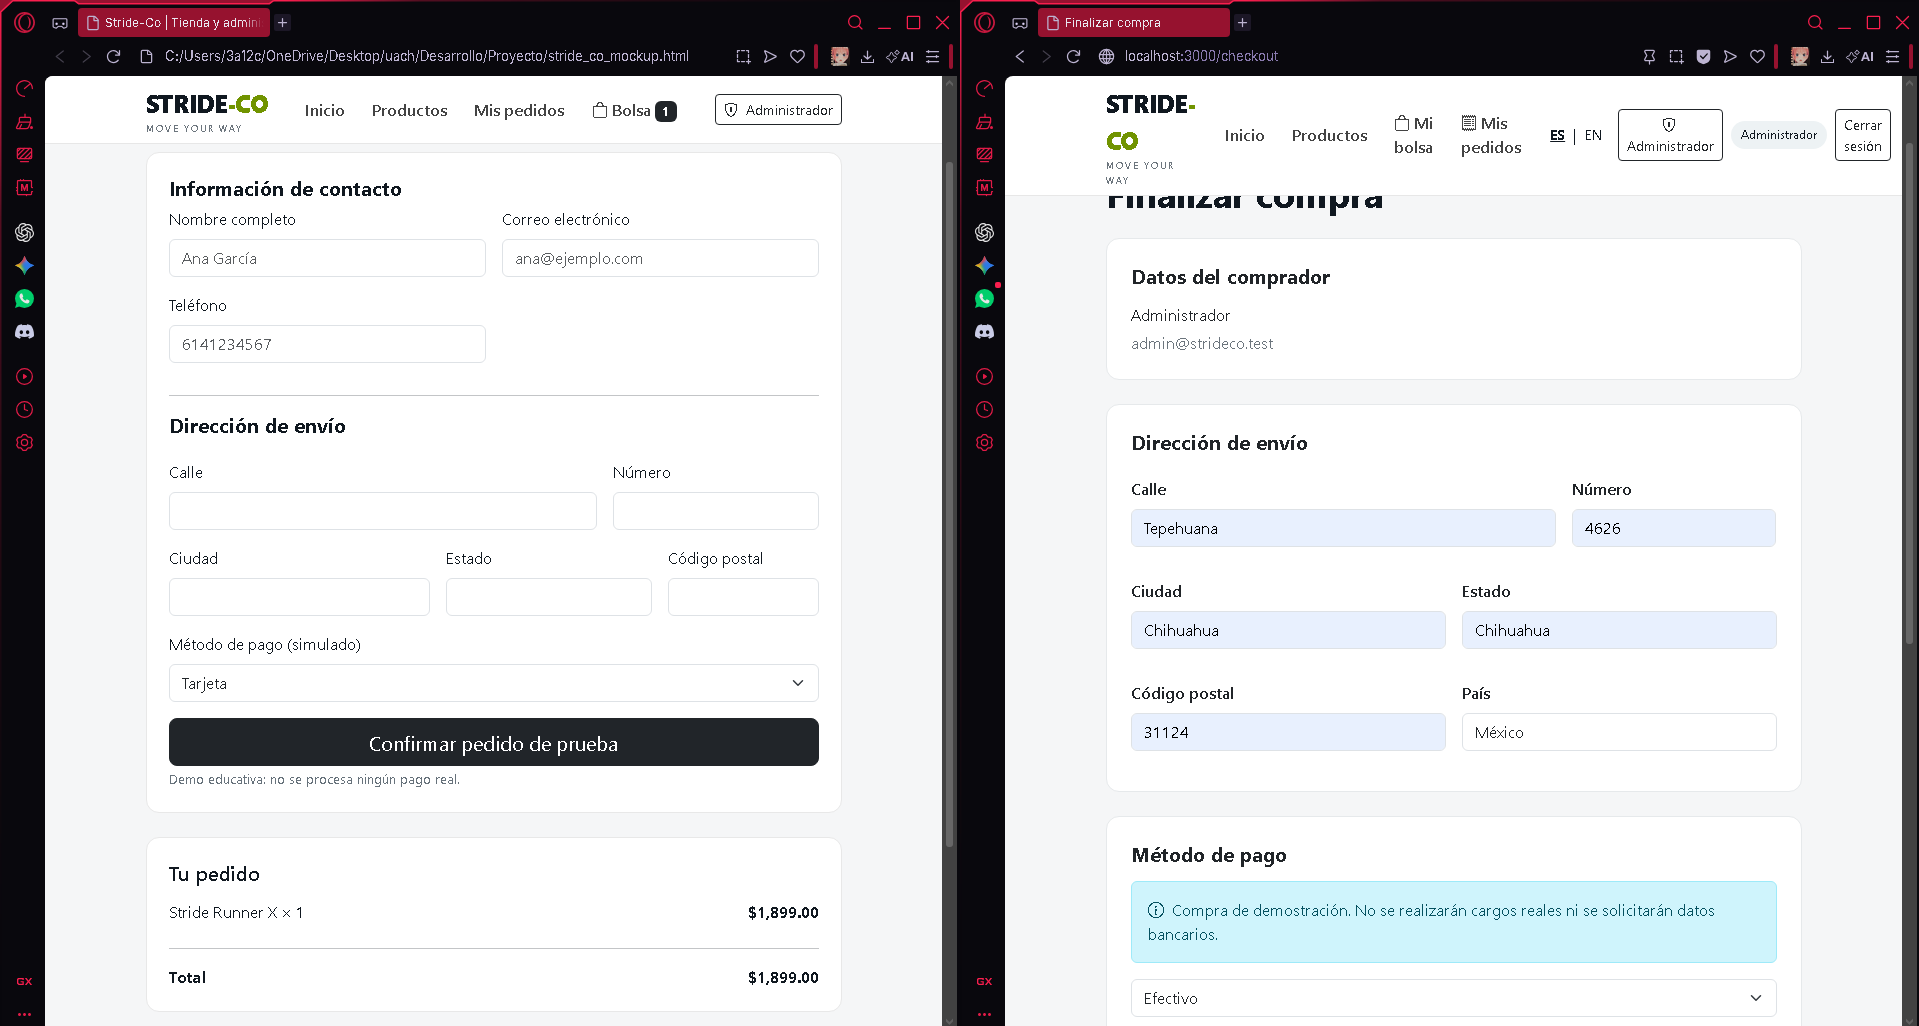 Stride-Co | Tienda y admini
C:/Users/3a12c/OneDrive/Desktop/uach/Desarrollo/Proyecto/stride_co_mockup.html
AI
STRIDE-CO
MOVE YOUR WAY
Inicio
Productos
Mis pedidos
Bolsa 1
Administrador
Información de contacto
Nombre completo
Correo electrónico
Ana García
ana@ejemplo.com
Teléfono
6141234567
Dirección de envío
Calle
Número
Ciudad
Estado
Código postal
Método de pago (simulado)
Tarjeta
Confirmar pedido de prueba
Demo educativa: no se procesa ningún pago real.
Tu pedido
Stride Runner X × 1
$1,899.00
Total
$1,899.00
M
GX
Finalizar compra
localhost:3000/checkout
AI
STRIDE-
CO
MOVE YOUR
WAY
Inicio
Productos
Mi
bolsa
Mis
pedidos
ES | EN
Administrador
Administrador
Cerrar
sesión
Finalizar compra
Datos del comprador
Administrador
admin@strideco.test
Dirección de envío
Calle
Número
Tepehuana
4626
Ciudad
Estado
Chihuahua
Chihuahua
Código postal
País
31124
México
Método de pago
Compra de demostración. No se realizarán cargos reales ni se solicitarán datos
bancarios.
Efectivo
M
GX